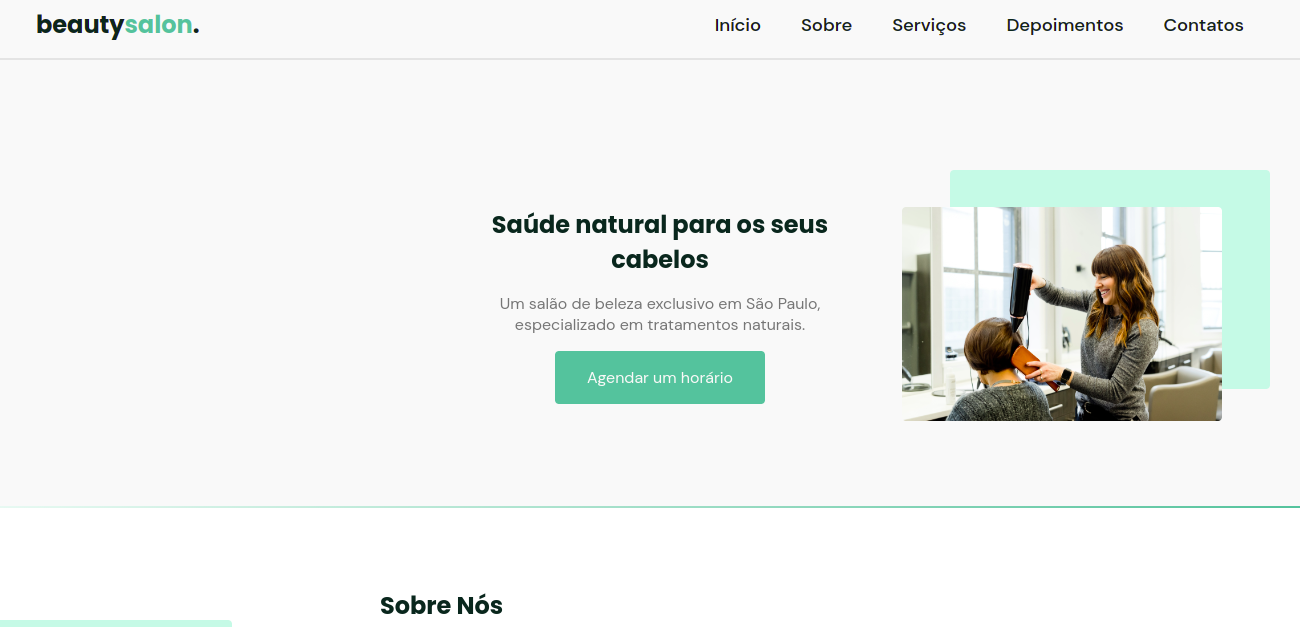 beautysalon.
Início Sobre Serviços Depoimentos Contatos
Saúde natural para os seus
cabelos
Um salão de beleza exclusivo em São Paulo,
especializado em tratamentos naturais.
Agendar um horário
Sobre Nós